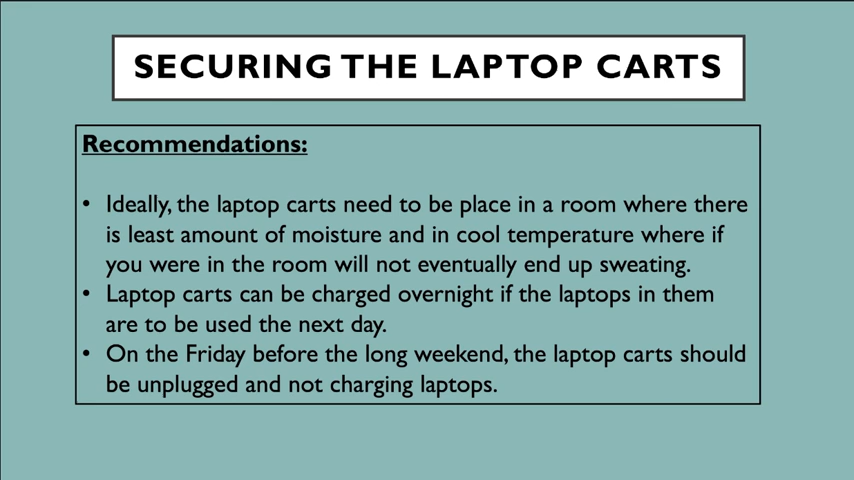 SECURING THE LAPTOP CARTS
Recommendations:
• Ideally, the laptop carts need to be place in a room where there
is least amount of moisture and in cool temperature where if
you were in the room will not eventually end up sweating.
• Laptop carts can be charged overnight if the laptops in them
are to be used the next day.
• On the Friday before the long weekend, the laptop carts should
be unplugged and not charging laptops.